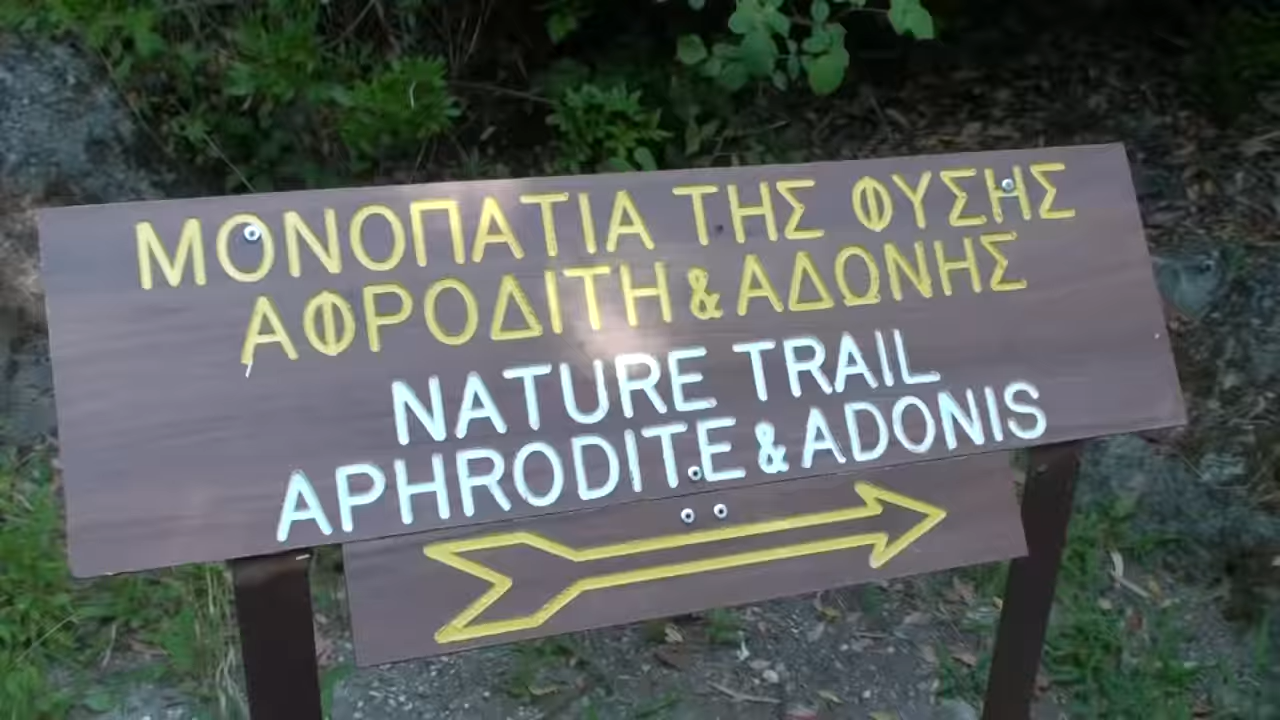 ΜΟΝΟΠΑΤΙΑ ΤΗΣ ΦΥΣΗΣ
ΑΦΡΟΔΙΤΗ & ΑΔΩΝΗΣ
NATURE TRAIL
APHRODITE & ADONIS